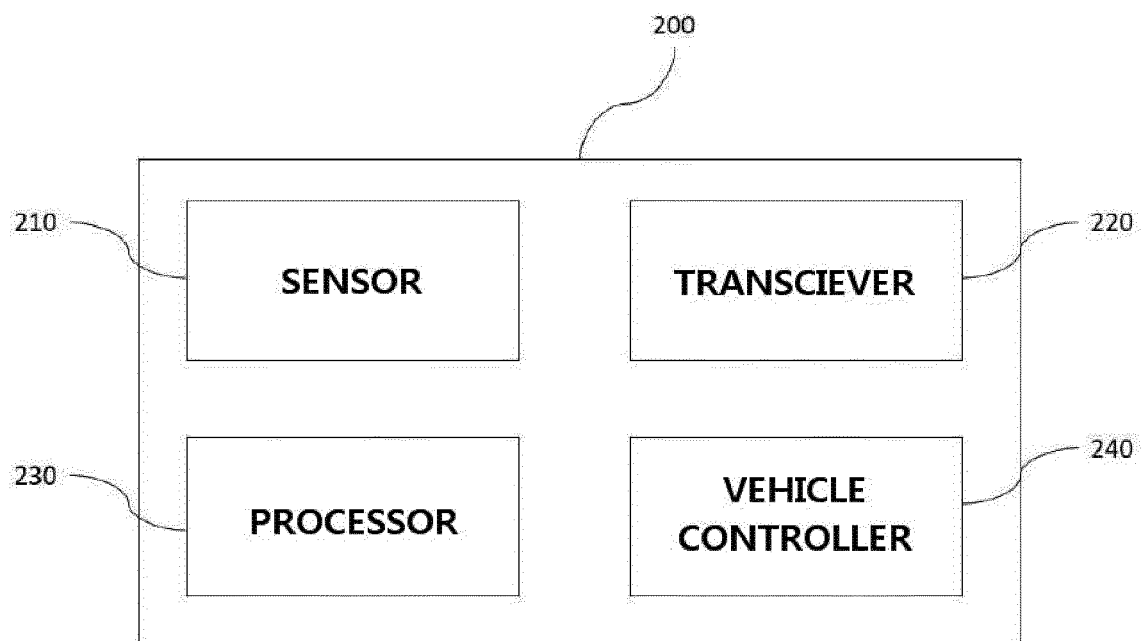 200
210
SENSOR
TRANSCIEVER
220
230
PROCESSOR
VEHICLE
CONTROLLER
240